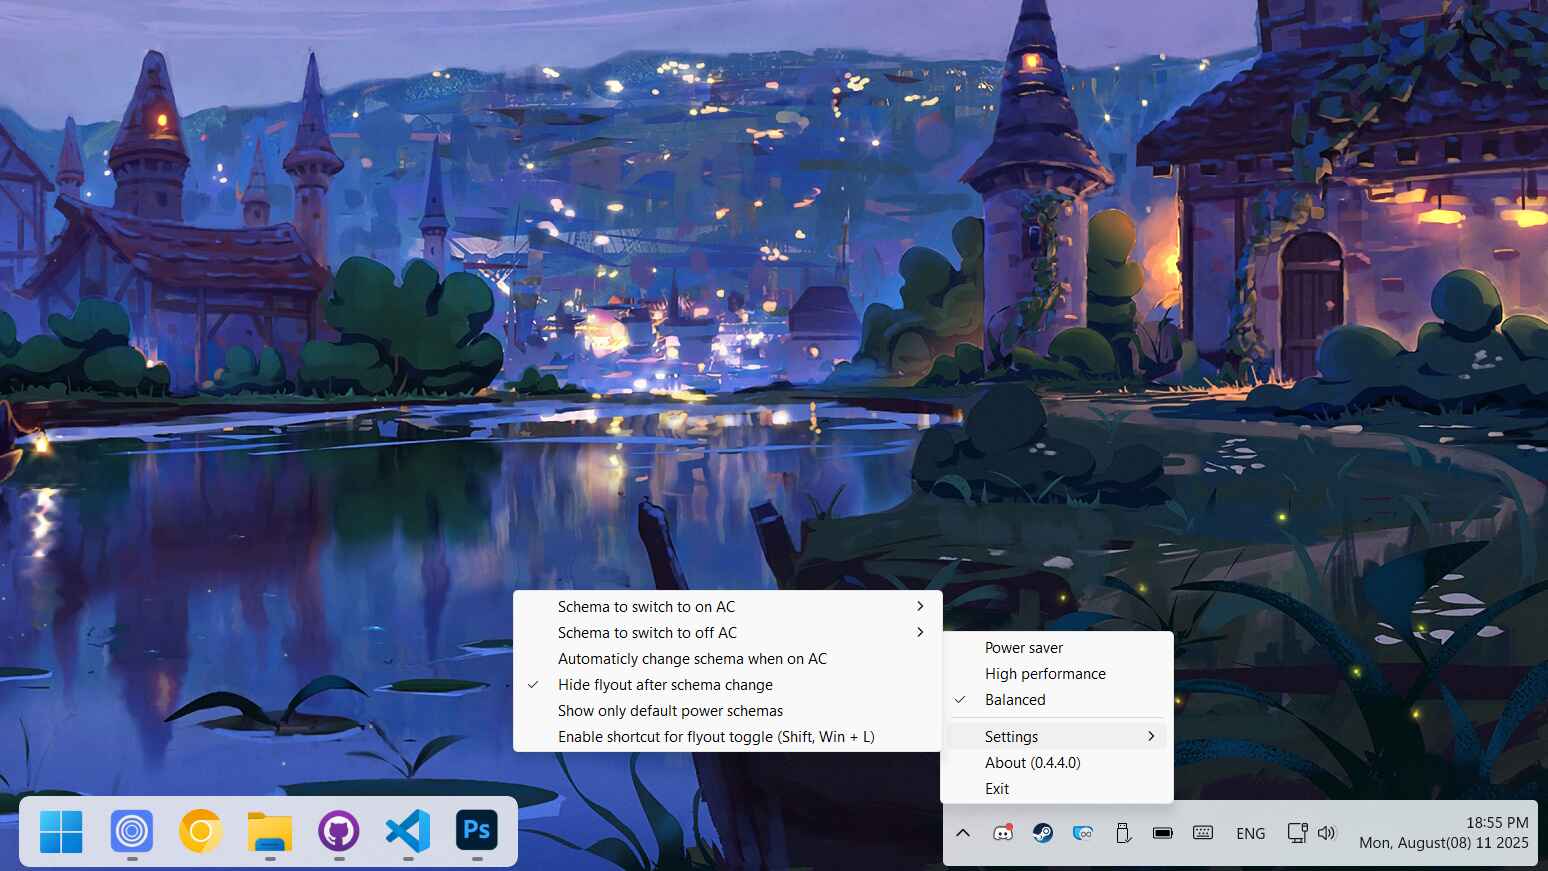 Schema to switch to on AC
Schema to switch to off AC
Automaticly change schema when on AC
Hide flyout after schema change
Show only default power schemas
Enable shortcut for flyout toggle (Shift, Win + L)
Power saver
High performance
Balanced
Settings
About (0.4.4.0)
Exit
Ps
ENG
18:55 PM
Mon, August(08) 11 2025